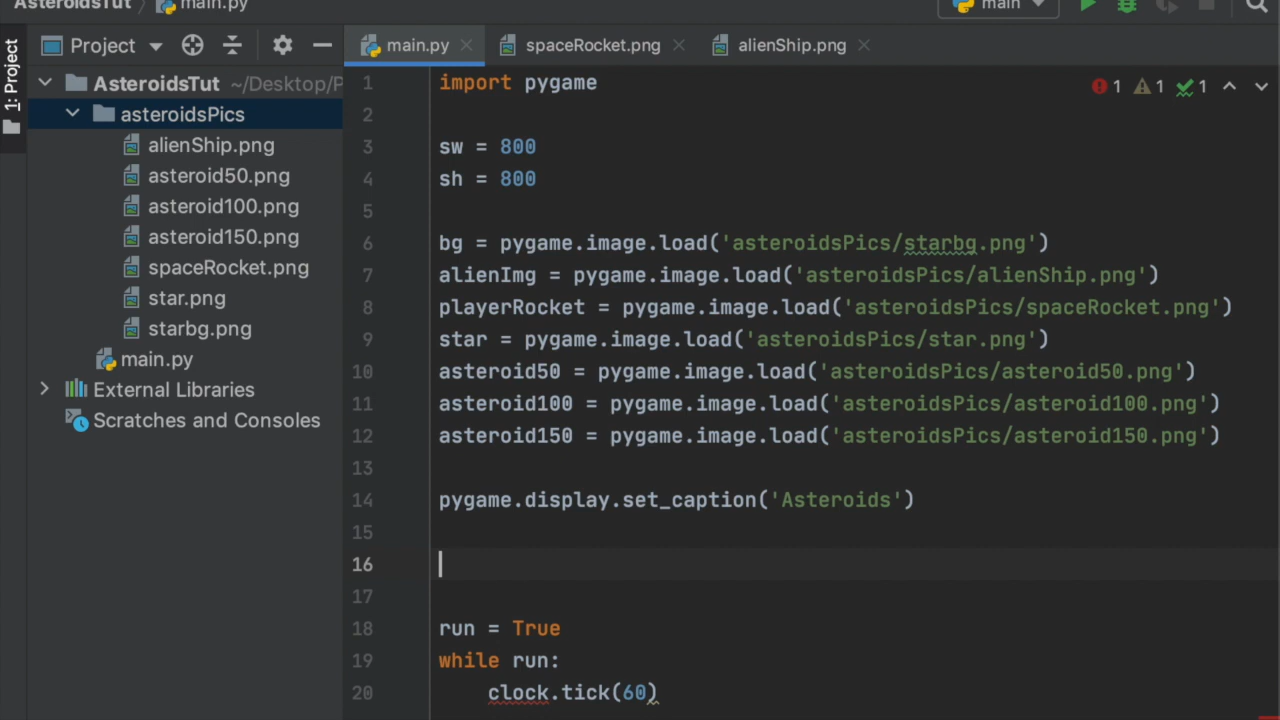 AsteroidsTut main.py main
1: Project
Project main.py spaceRocket.png alienShip.png
AsteroidsTut ~/Desktop/P
asteroidsPics
alienShip.png
asteroid50.png
asteroid100.png
asteroid150.png
spaceRocket.png
star.png
starbg.png
main.py
External Libraries
Scratches and Consoles
1 1 1
1 import pygame
2
3 sw = 800
4 sh = 800
5
6 bg = pygame.image.load('asteroidsPics/starbg.png')
7 alienImg = pygame.image.load('asteroidsPics/alienShip.png')
8 playerRocket = pygame.image.load('asteroidsPics/spaceRocket.png')
9 star = pygame.image.load('asteroidsPics/star.png')
10 asteroid50 = pygame.image.load('asteroidsPics/asteroid50.png')
11 asteroid100 = pygame.image.load('asteroidsPics/asteroid100.png')
12 asteroid150 = pygame.image.load('asteroidsPics/asteroid150.png')
13
14 pygame.display.set_caption('Asteroids')
15
16
17
18 run = True
19 while run:
20 clock.tick(60)